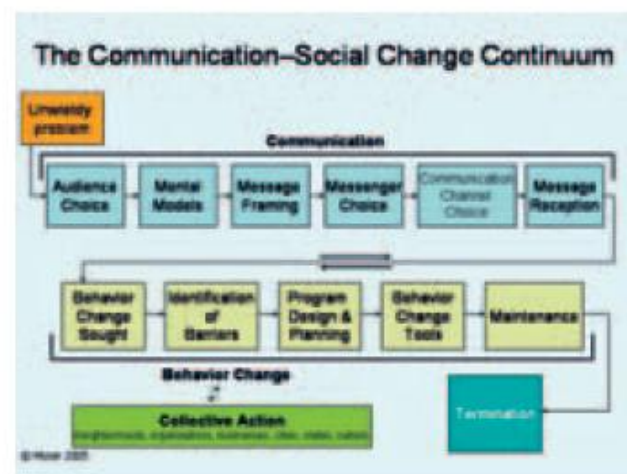 The Communication–Social Change Continuum
Unwieldy
problem
Communication
Audience
Choice
Mental
Models
Message
Framing
Messenger
Choice
Communication
Channel
Choice
Message
Reception
Behavior
Change
Sought
Identification
of
Barriers
Program
Design &
Planning
Behavior
Change
Tools
Maintenance
Behavior Change
Collective Action
Termination
2005